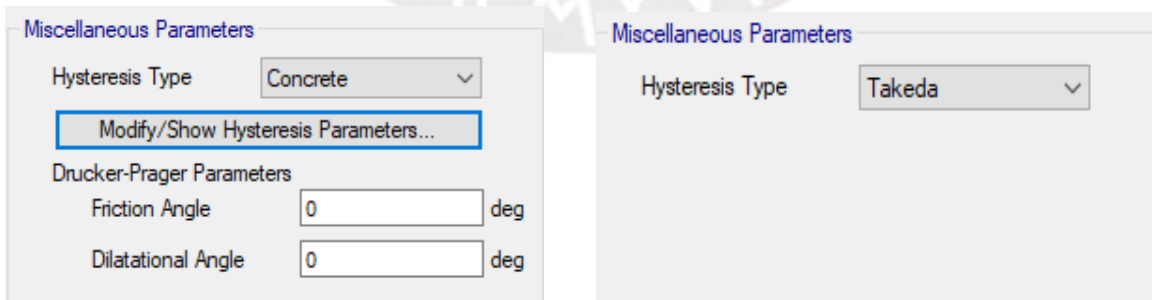 Miscellaneous Parameters
Hysteresis Type Concrete
Modify/Show Hysteresis Parameters...
Drucker-Prager Parameters
Friction Angle 0 deg
Dilatational Angle 0 deg
Miscellaneous Parameters
Hysteresis Type Takeda